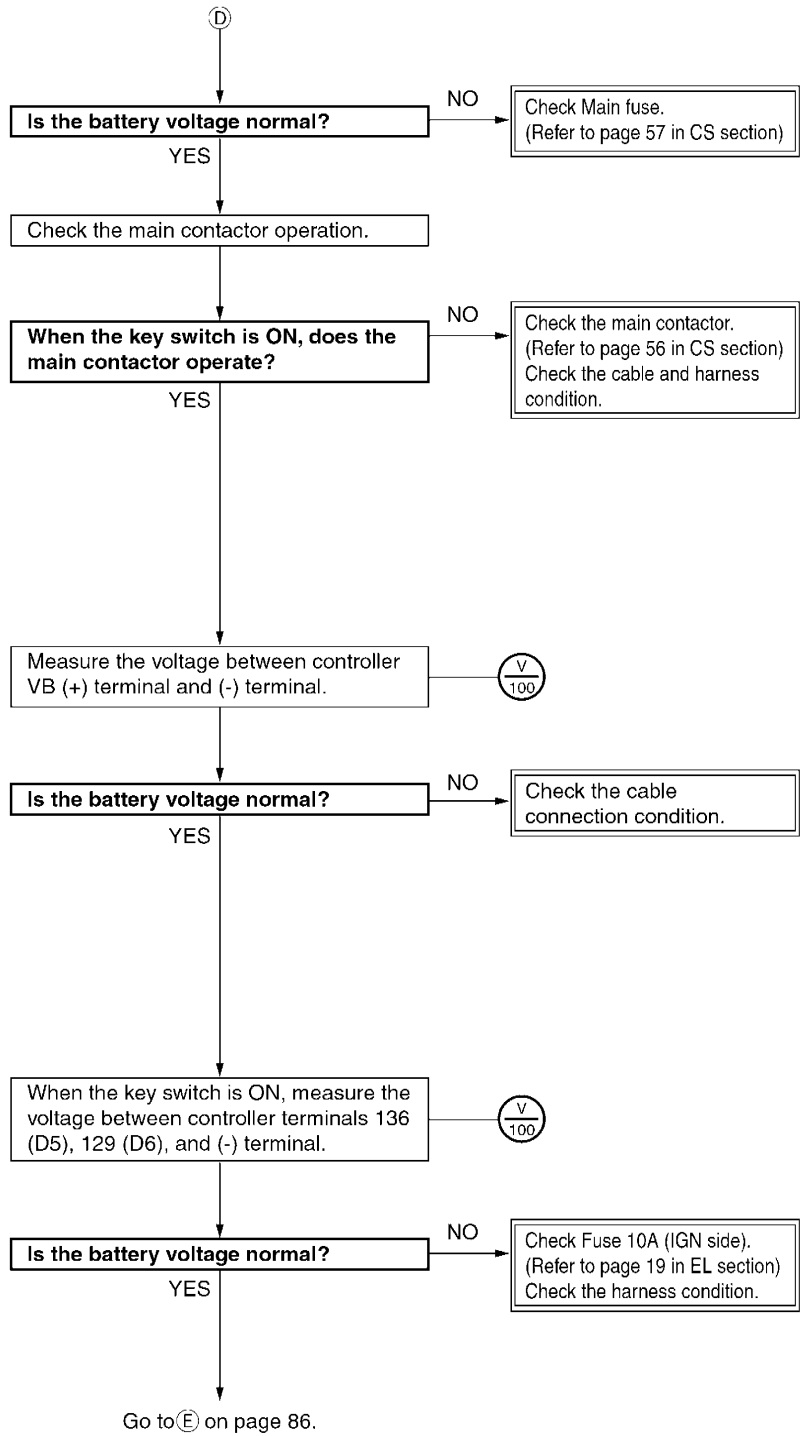 D
Is the battery voltage normal?
NO
Check Main fuse.
(Refer to page 57 in CS section)
YES
Check the main contactor operation.
When the key switch is ON, does the
main contactor operate?
NO
Check the main contactor.
(Refer to page 56 in CS section)
Check the cable and harness
condition.
YES
Measure the voltage between controller
VB (+) terminal and (-) terminal.
V
100
Is the battery voltage normal?
NO
Check the cable
connection condition.
YES
When the key switch is ON, measure the
voltage between controller terminals 136
(D5), 129 (D6), and (-) terminal.
V
100
Is the battery voltage normal?
NO
Check Fuse 10A (IGN side).
(Refer to page 19 in EL section)
Check the harness condition.
YES
Go to Ⓔ on page 86.